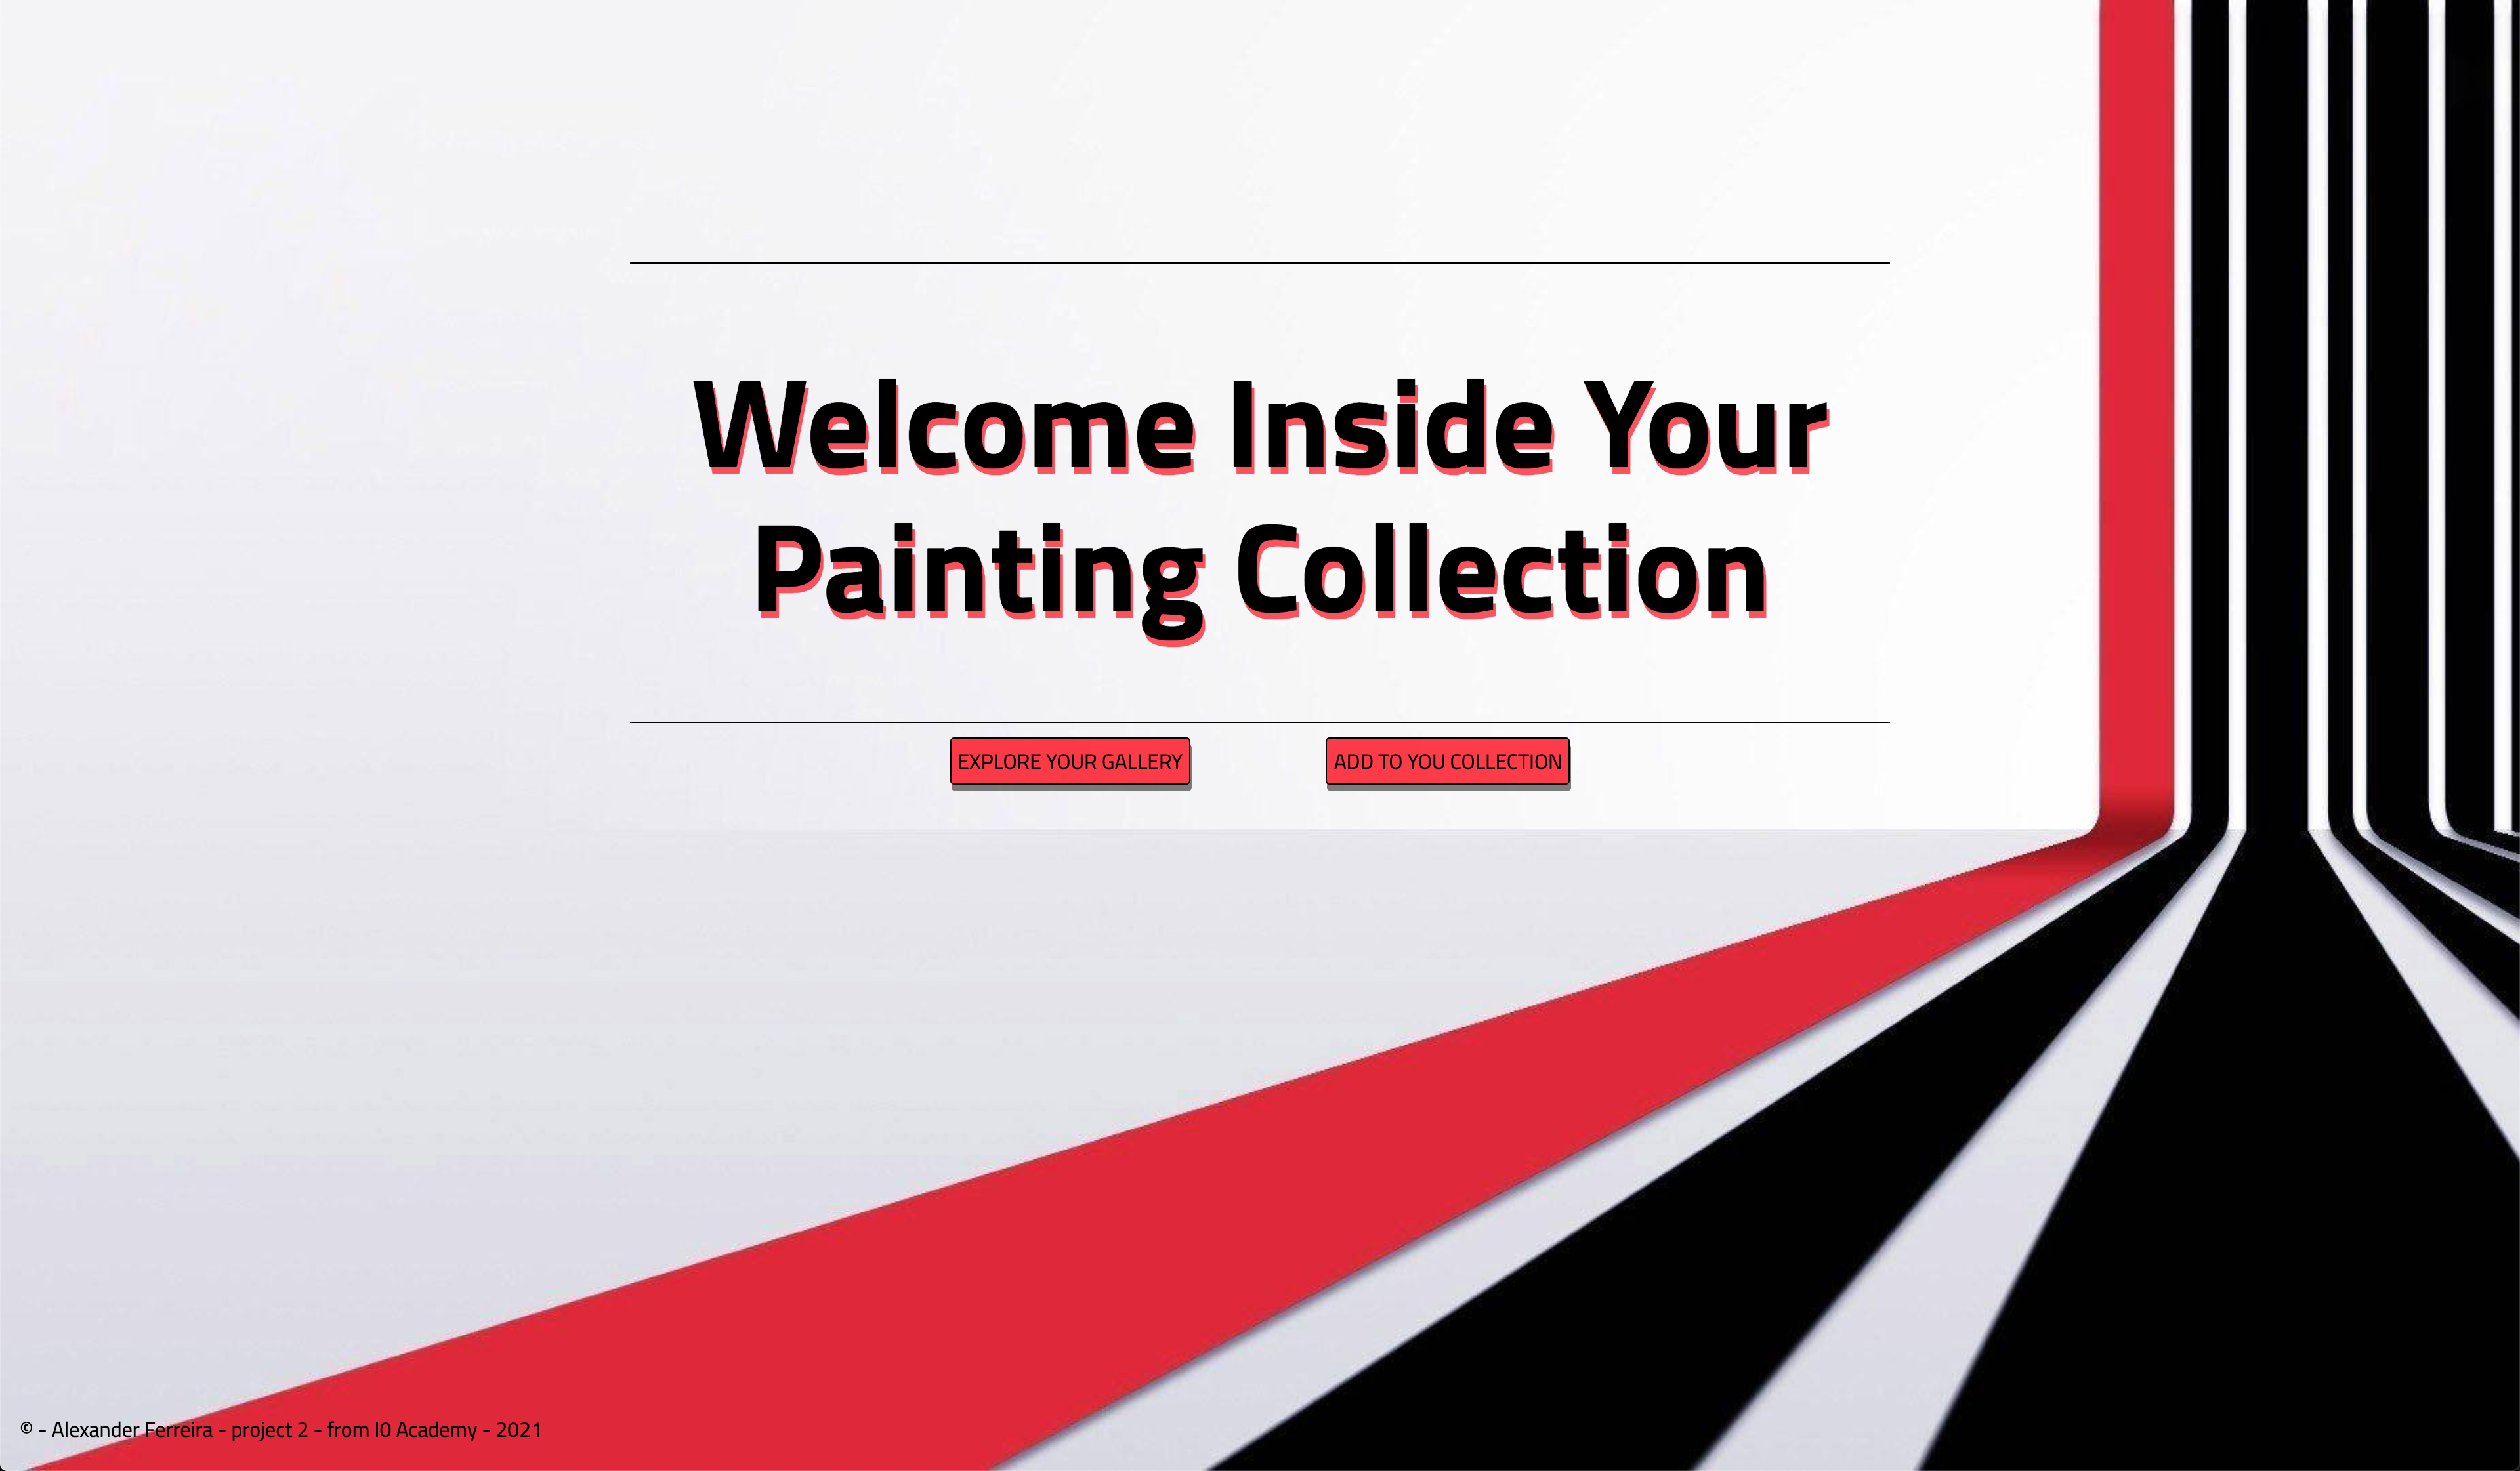 Welcome Inside Your
Painting Collection
EXPLORE YOUR GALLERY
ADD TO YOU COLLECTION
© - Alexander Ferreira - project 2 - from IO Academy - 2021